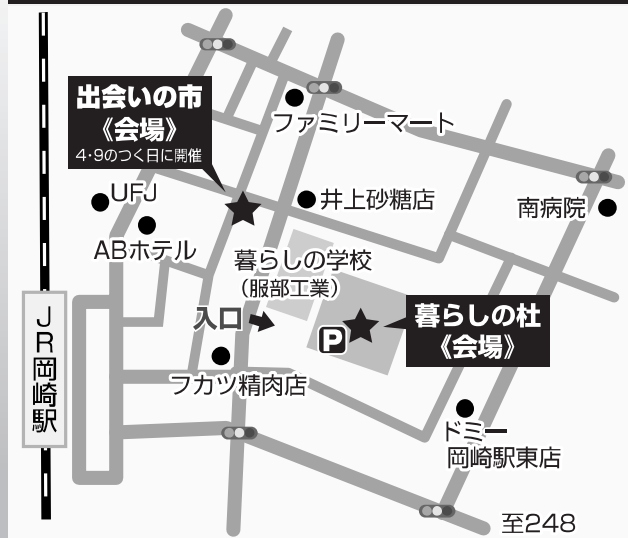 出会いの市
《会場》
4・9のつく日に開催
ファミリーマート
UFJ
井上砂糖店
南病院
ABホテル
暮らしの学校
（服部工業）
入口
暮らしの杜
《会場》
P
JR岡崎駅
フカツ精肉店
ドミー
岡崎駅東店
至248